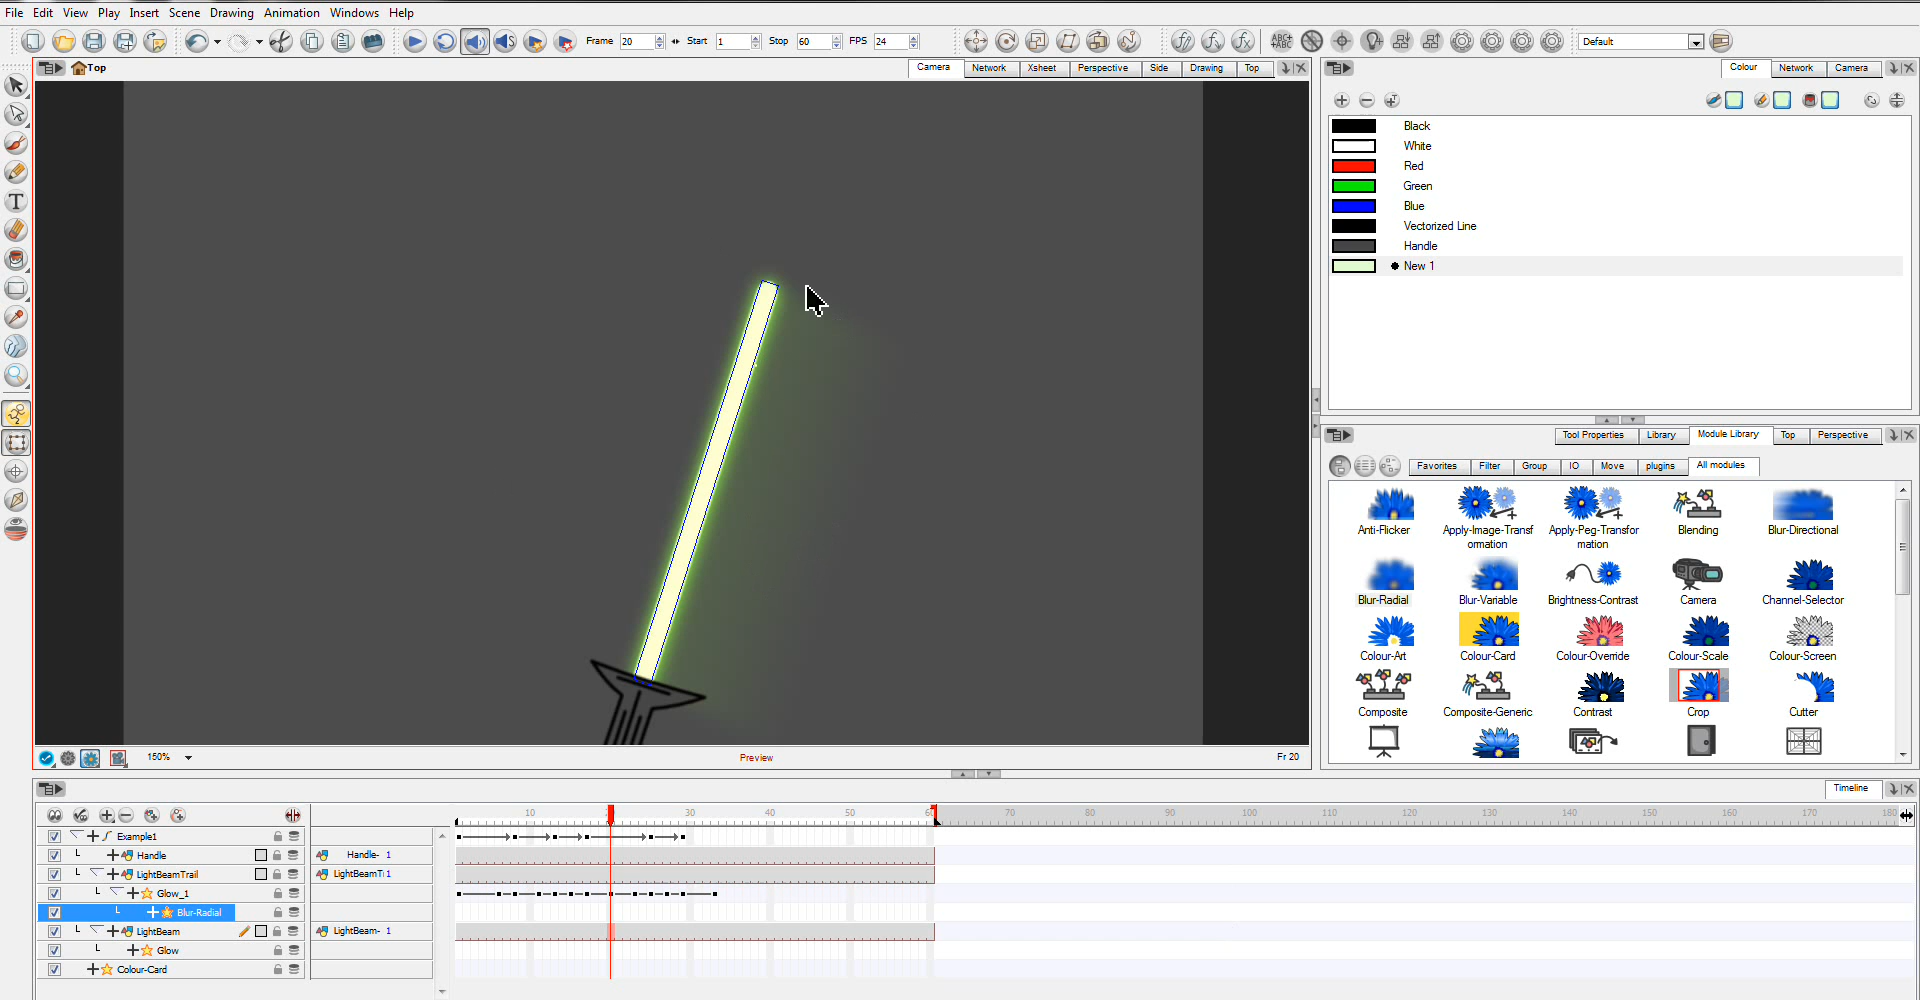 File Edit View Play Insert Scene Drawing Animation Windows Help
Frame 20 Start 1 Stop 60 FPS 24 Default
Top Camera Network Xsheet Perspective Side Drawing Top
Colour Network Camera
Black
White
Red
Green
Blue
Vectorized Line
Handle
New 1
Tool Properties Library Module Library Top Perspective
Favorites Filter Group IO Move plugins All modules
Anti-Flicker Apply-Image-Transf Apply-Peg-Transfor Blending Blur-Directional
ormation mation
Blur-Radial Blur-Variable Brightness-Contrast Camera Channel-Selector
Colour-Art Colour-Card Colour-Override Colour-Scale Colour-Screen
Composite Composite-Generic Contrast Crop Cutter
150% Preview Fr 20
Timeline
10 30 40 50 70 80 90 100 110 120 130 140 150 160 170 180
Example1
Handle Handle- 1
LightBeamTrail LightBeamTi 1
Glow_1
Blur-Radial
LightBeam LightBeam- 1
Glow
Colour-Card